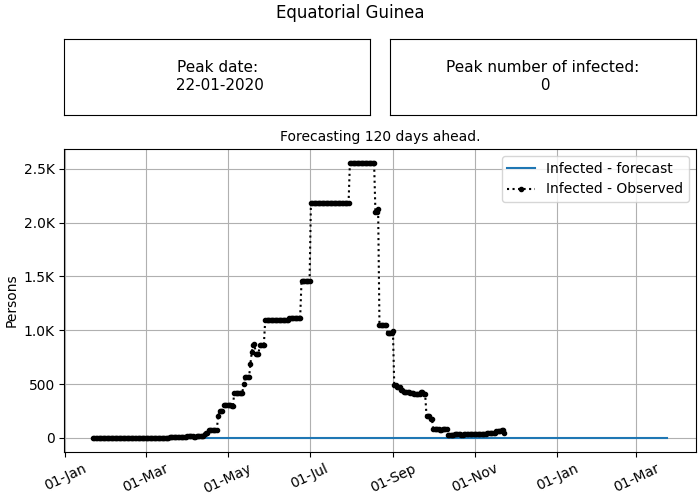 Equatorial Guinea
Peak date:
22-01-2020
Peak number of infected:
0
Forecasting 120 days ahead.
Infected - forecast
Infected - Observed
Persons
2.5K
2.0K
1.5K
1.0K
500
0
01-Jan
01-Mar
01-May
01-Jul
01-Sep
01-Nov
01-Jan
01-Mar